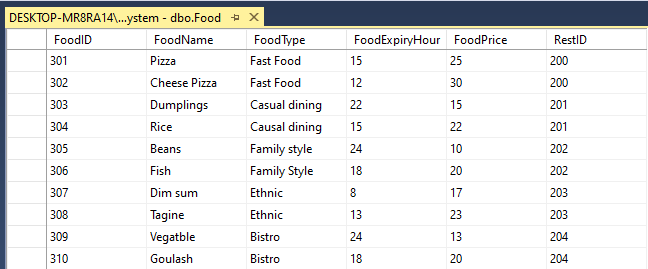 DESKTOP-MR8RA14\...ystem - dbo.Food
FoodID FoodName FoodType FoodExpiryHour FoodPrice RestID
301 Pizza Fast Food 15 25 200
302 Cheese Pizza Fast Food 12 30 200
303 Dumplings Casual dining 22 15 201
304 Rice Causal dining 15 22 201
305 Beans Family style 24 10 202
306 Fish Family Style 18 20 202
307 Dim sum Ethnic 8 17 203
308 Tagine Ethnic 13 23 203
309 Vegatble Bistro 24 13 204
310 Goulash Bistro 18 20 204